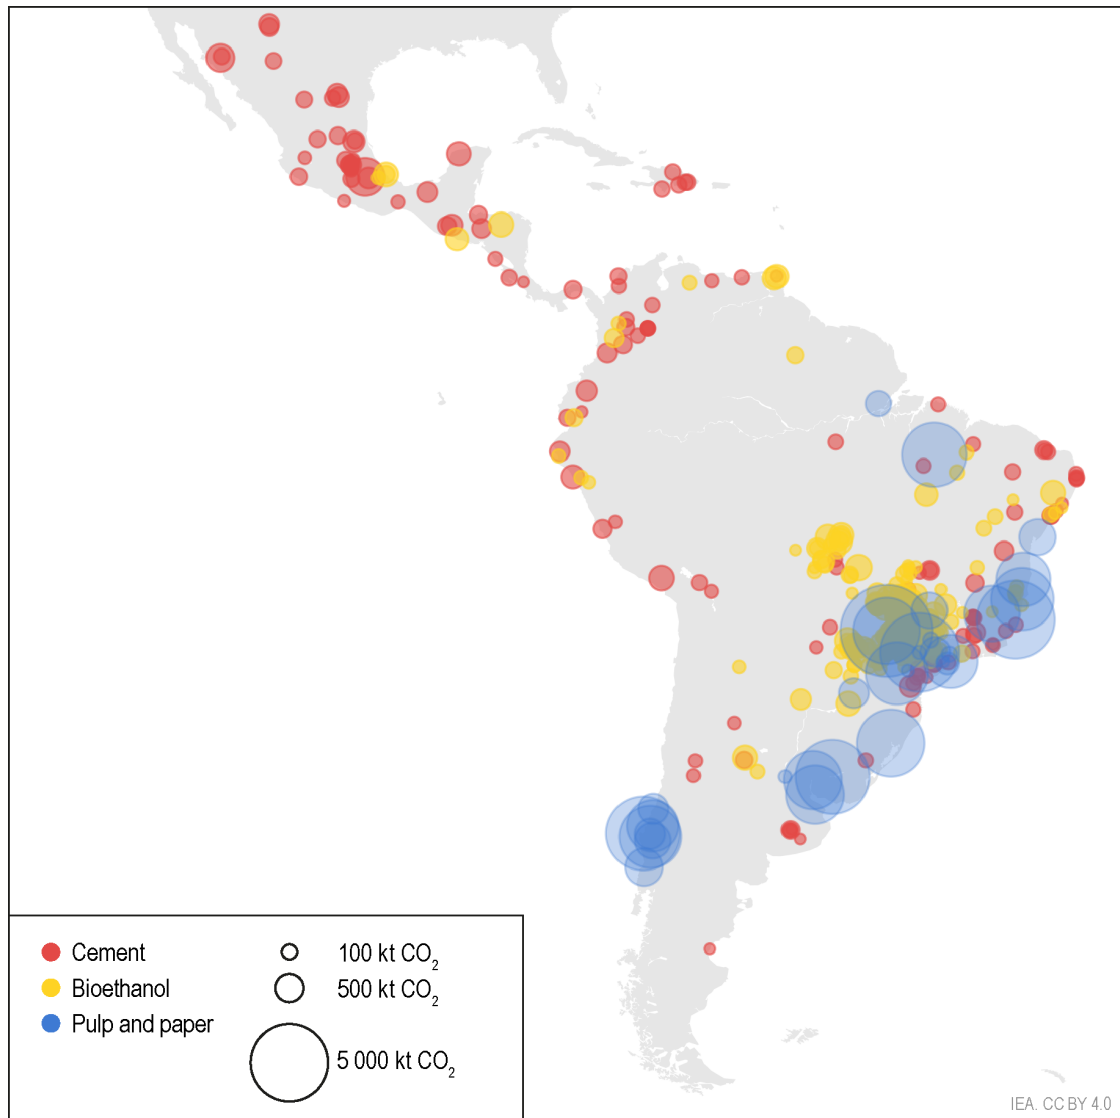 Cement
Bioethanol
Pulp and paper
100 kt CO2
500 kt CO2
5 000 kt CO2
IEA. CC BY 4.0